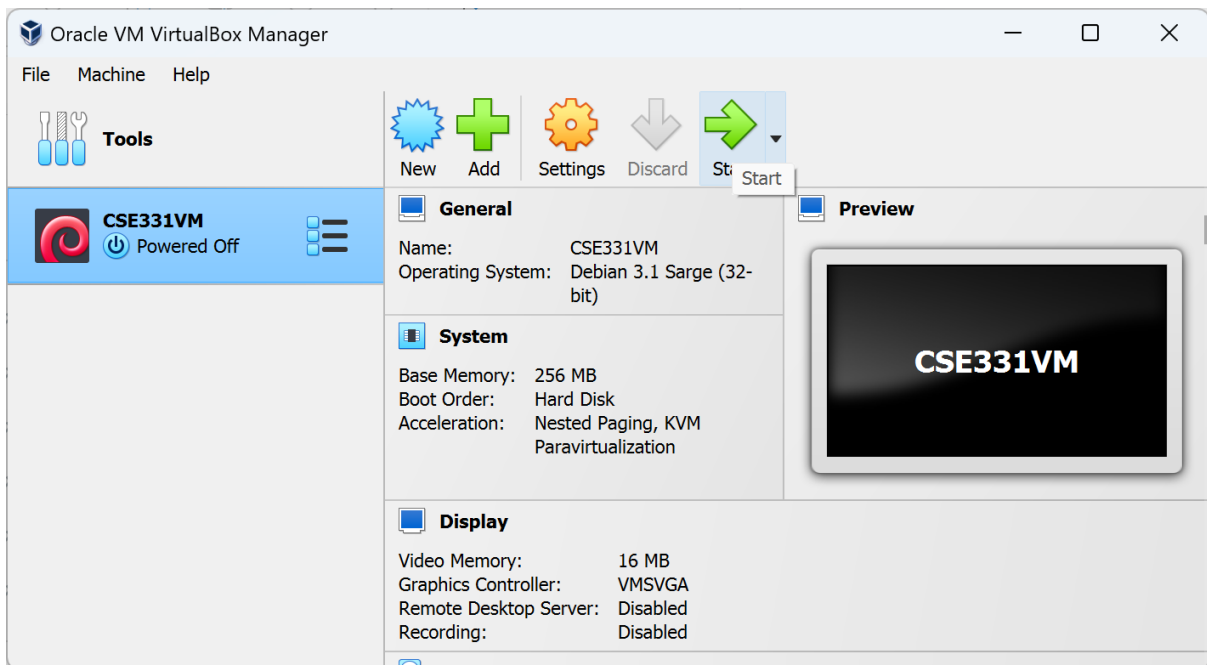 Oracle VM VirtualBox Manager
File Machine Help
Tools
New Add Settings Discard
Start
CSE331VM
Powered Off
General
Name: CSE331VM
Operating System: Debian 3.1 Sarge (32-
bit)
System
Base Memory: 256 MB
Boot Order: Hard Disk
Acceleration: Nested Paging, KVM
Paravirtualization
Preview
CSE331VM
Display
Video Memory: 16 MB
Graphics Controller: VMSVGA
Remote Desktop Server: Disabled
Recording: Disabled